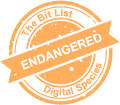 The Bit List
ENDANGERED
Digital Species